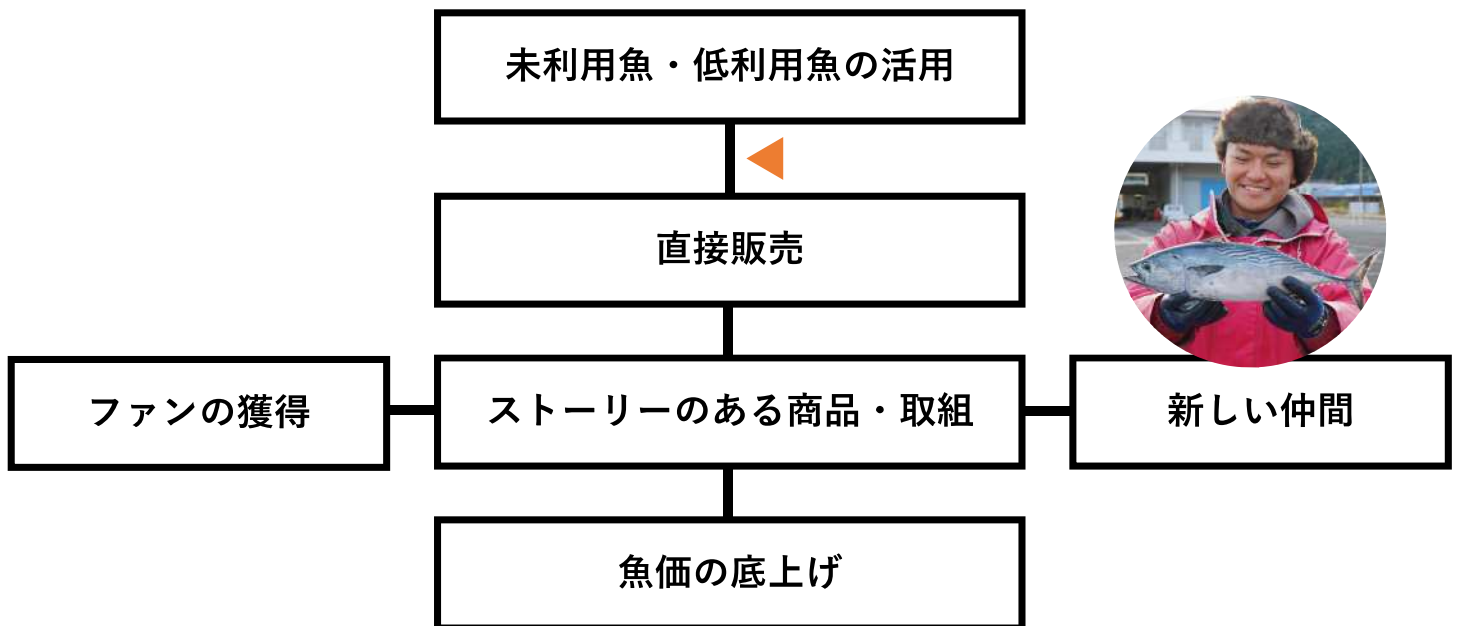 未利用魚・低利用魚の活用
直接販売
ファンの獲得
ストーリーのある商品・取組
新しい仲間
魚価の底上げ